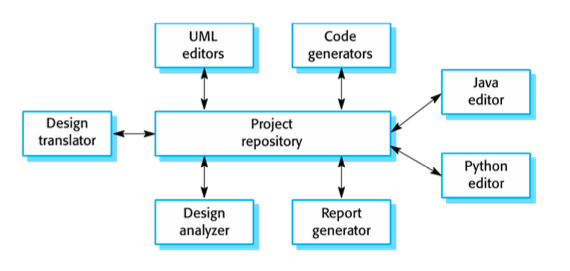 UML
editors
Code
generators
Java
editor
Design
translator
Project
repository
Python
editor
Design
analyzer
Report
generator